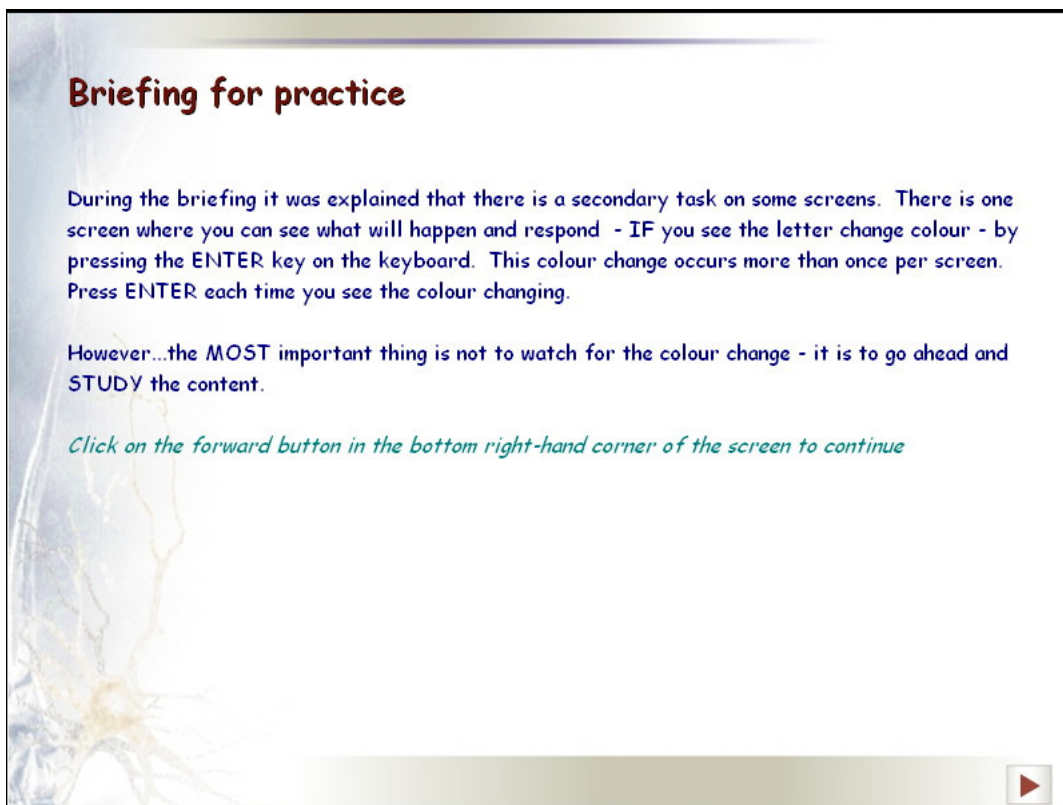 Briefing for practice
During the briefing it was explained that there is a secondary task on some screens.  There is one
screen where you can see what will happen and respond  - IF you see the letter change colour - by
pressing the ENTER key on the keyboard.  This colour change occurs more than once per screen.
Press ENTER each time you see the colour changing.
However...the MOST important thing is not to watch for the colour change - it is to go ahead and
STUDY the content.
Click on the forward button in the bottom right-hand corner of the screen to continue